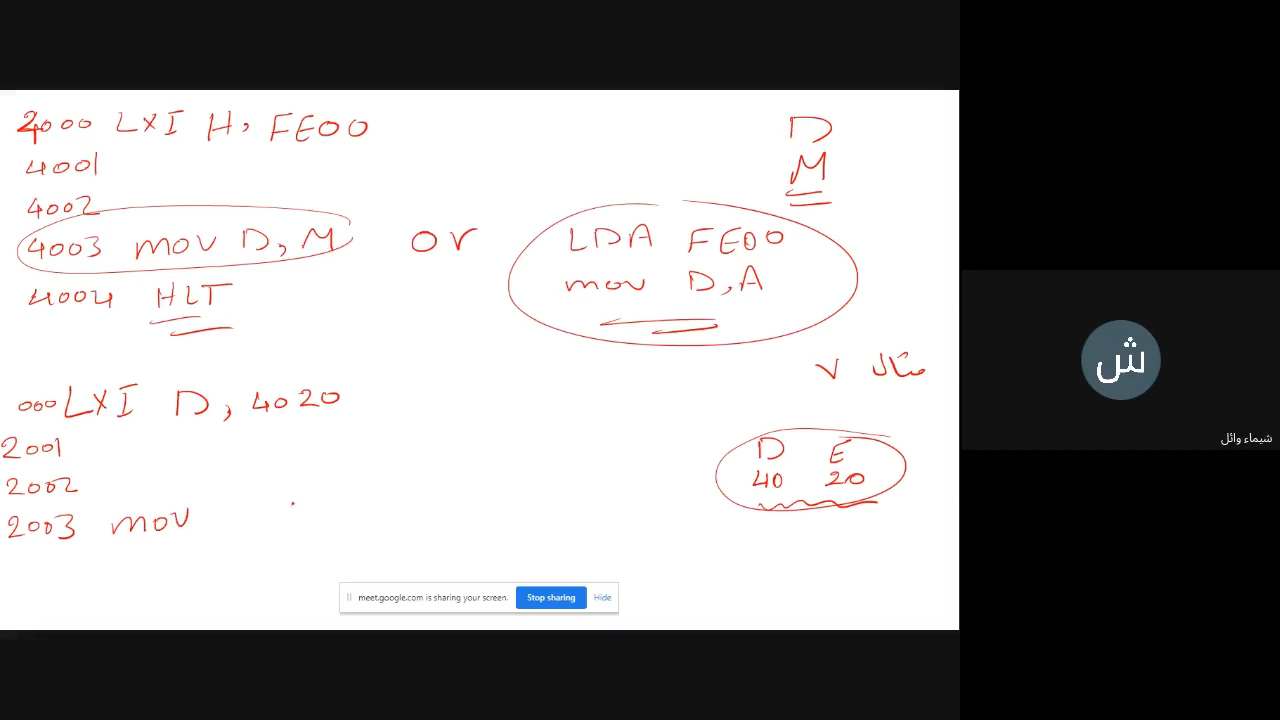 4000 LXI H, FE00
4001
4002
4003 mov D, M
4004 HLT
or
LDA FE00
mov D,A
D
M
مثال 7
000 LXI D, 4020
2001
2002
2003 mov
D E
40 20
meet.google.com is sharing your screen.
Stop sharing
Hide
ش
شيماء وائل